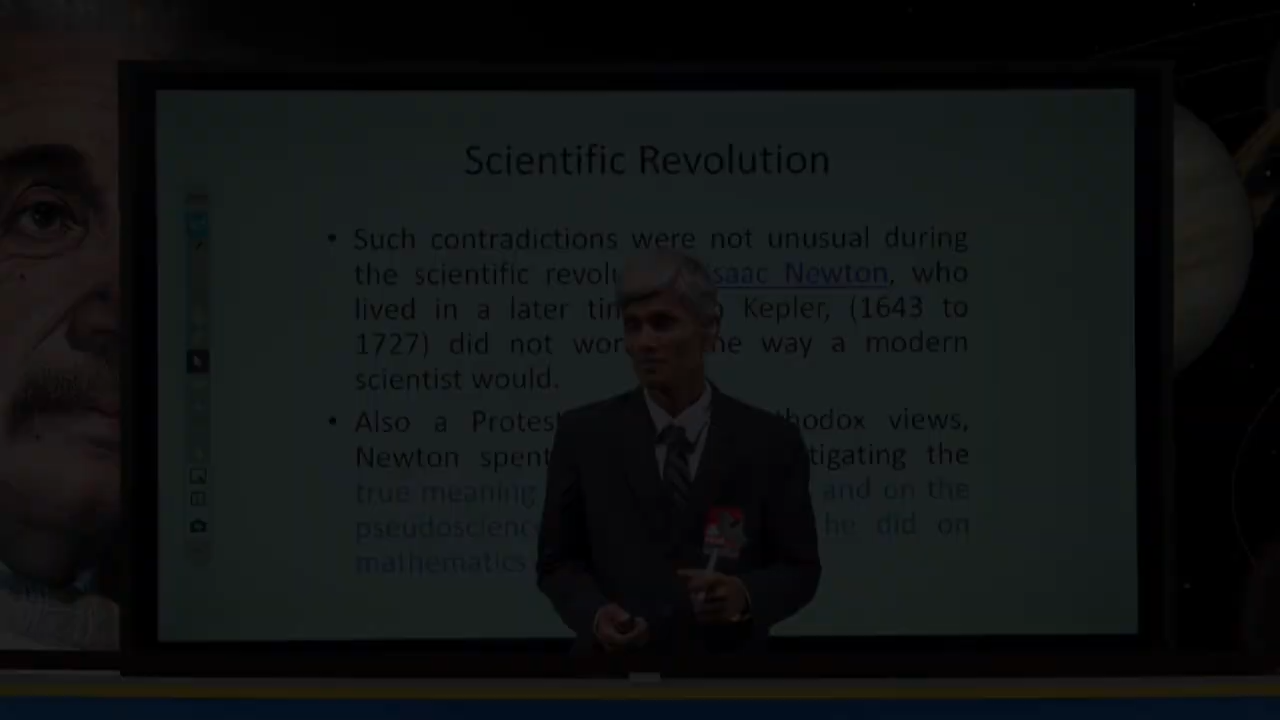 Scientific Revolution
• Such contradictions were not unusual during
the scientific revolu saac Newton, who
lived in a later tim Kepler, (1643 to
1727) did not wor he way a modern
scientist would.
• Also a Protest thodox views,
Newton spent tigating the
true meaning and on the
pseudoscienc he did on
mathematics